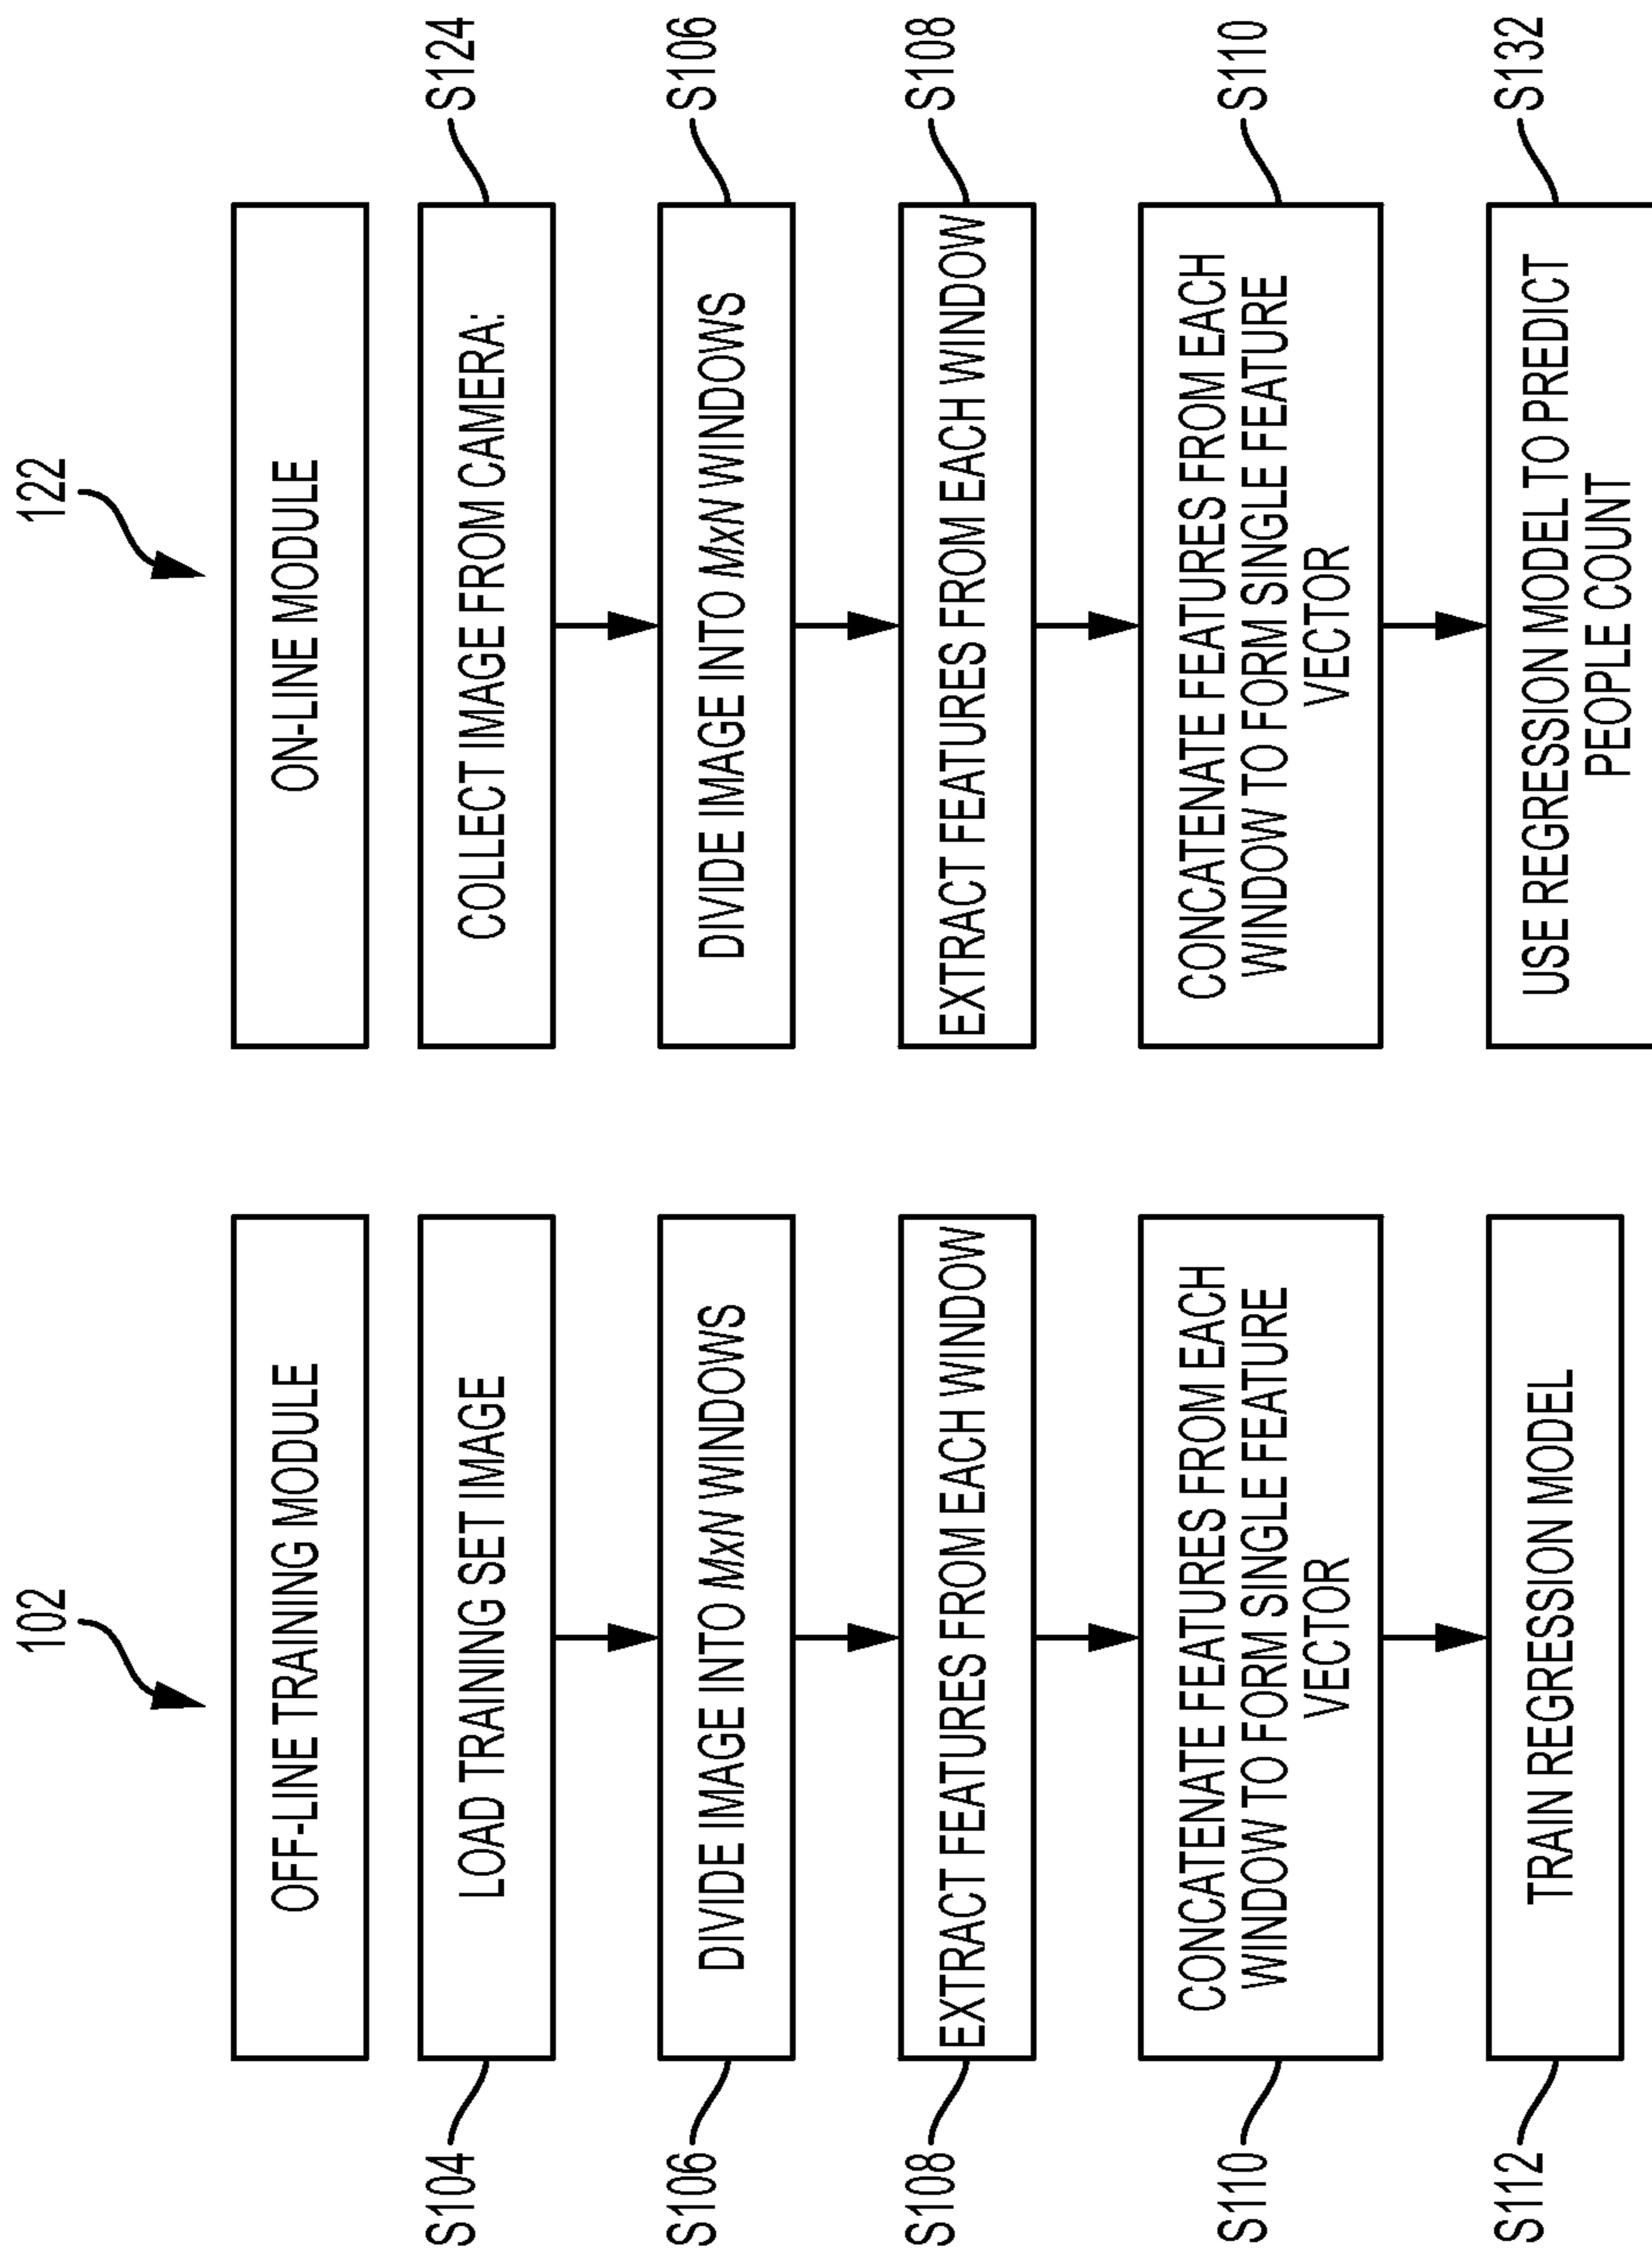 102
OFF-LINE TRAINING MODULE
S104
LOAD TRAINING SET IMAGE
S106
DIVIDE IMAGE INTO MxN WINDOWS
S108
EXTRACT FEATURES FROM EACH WINDOW
S110
CONCATENATE FEATURES FROM EACH
WINDOW TO FORM SINGLE FEATURE
VECTOR
S112
TRAIN REGRESSION MODEL
122
ON-LINE MODULE
COLLECT IMAGE FROM CAMERA:
S124
DIVIDE IMAGE INTO MxN WINDOWS
S106
EXTRACT FEATURES FROM EACH WINDOW
S108
CONCATENATE FEATURES FROM EACH
WINDOW TO FORM SINGLE FEATURE
VECTOR
S110
USE REGRESSION MODEL TO PREDICT
PEOPLE COUNT
S132